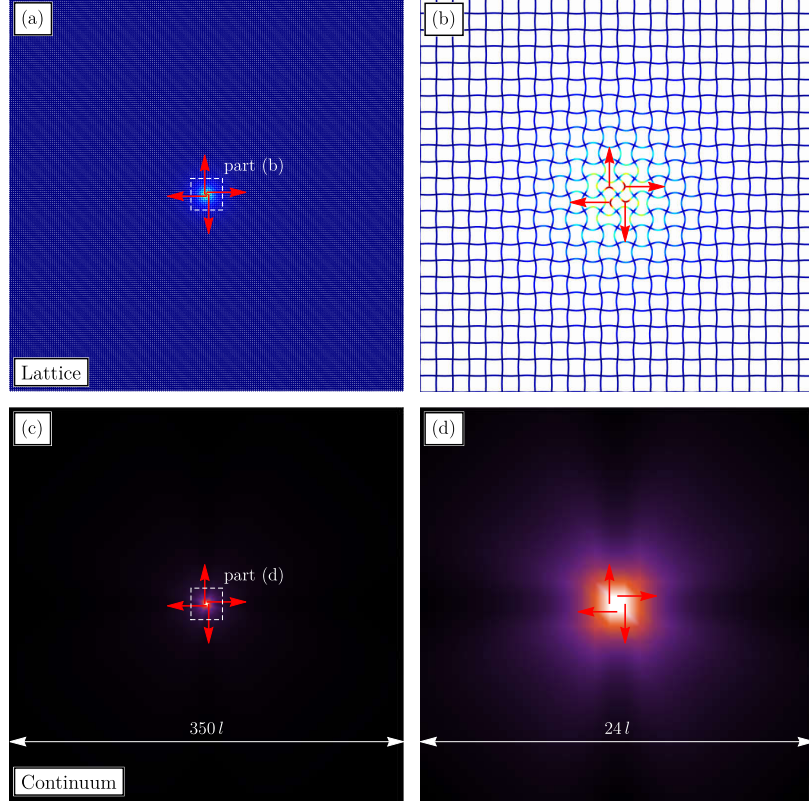 (a)
part (b)
Lattice
(b)
(c)
part (d)
350 l
Continuum
(d)
24 l